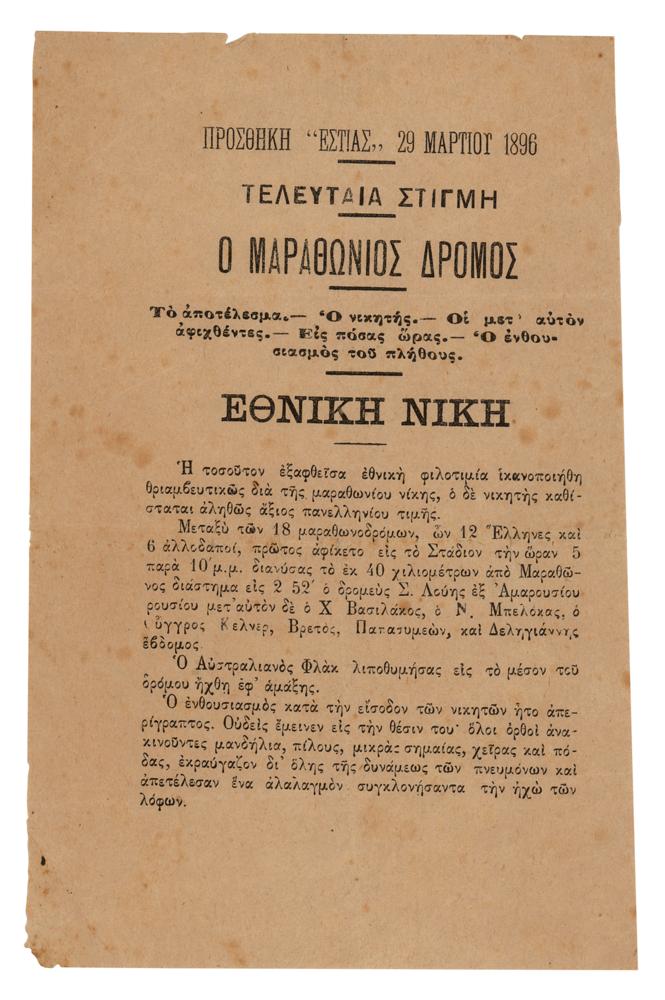 ΠΡΟΣΘΗΚΗ “ΕΣΤΙΑΣ,, 29 ΜΑΡΤΙΟΥ 1896
ΤΕΛΕΥΤΑΙΑ ΣΤΙΓΜΗ
Ο ΜΑΡΑΘΩΝΙΟΣ ΔΡΟΜΟΣ
Τὸ ἀποτέλεσμα.— Ὁ νικητής.— Οἱ μετ' αὐτὸν
ἀφιχθέντες.— Εἰς πόσας ὥρας.— Ὁ ἐνθου-
σιασμὸς τοῦ πλήθους.
ΕΘΝΙΚΗ ΝΙΚΗ
Ἡ τοσοῦτον ἐξαφθεῖσα ἐθνικὴ φιλοτιμία ἱκανοποιήθη
θριαμβευτικῶς διὰ τῆς μαραθωνίου νίκης, ὁ δὲ νικητὴς καθί-
σταται ἀληθῶς ἄξιος πανελληνίου τιμῆς.
Μεταξὺ τῶν 18 μαραθωνοδρόμων, ὧν 12 Ἕλληνες καὶ
6 ἀλλοδαποί, πρῶτος ἀφίκετο εἰς τὸ Στάδιον τὴν ὥραν 5
παρὰ 10' μ.μ. διανύσας τὸ ἐκ 40 χιλιομέτρων ἀπὸ Μαραθῶ-
νος διάστημα εἰς 2 52' ὁ δρομεὺς Σ. Λούης ἐξ Ἀμαρουσίου
ρουσίου μετ' αὐτὸν δὲ ὁ Χ Βασιλάκος, ὁ Ν. Μπελόκας, ὁ
Οὗγγρος Κέλνερ, Βρετός, Παπασυμεών, καὶ Δεληγιάννης
ἕβδομος
Ὁ Αὐστραλιανὸς Φλὰκ λιποθυμήσας εἰς τὸ μέσον τοῦ
δρόμου ἤχθη ἐφ' ἁμάξης.
Ὁ ἐνθουσιασμὸς κατὰ τὴν εἴσοδον τῶν νικητῶν ἦτο ἀπε-
ρίγραπτος. Οὐδεὶς ἔμεινεν εἰς τὴν θέσιν του· ὅλοι ὀρθοὶ ἀνα-
κινοῦντες μανδήλια, πίλους, μικρὰς σημαίας, χεῖρας καὶ πό-
δας, ἐκραύγαζον δι' ὅλης τῆς δυνάμεως τῶν πνευμόνων καὶ
ἀπετέλεσαν ἕνα ἀλαλαγμὸν συγκλονήσαντα τὴν ἠχὼ τῶν
λόφων.